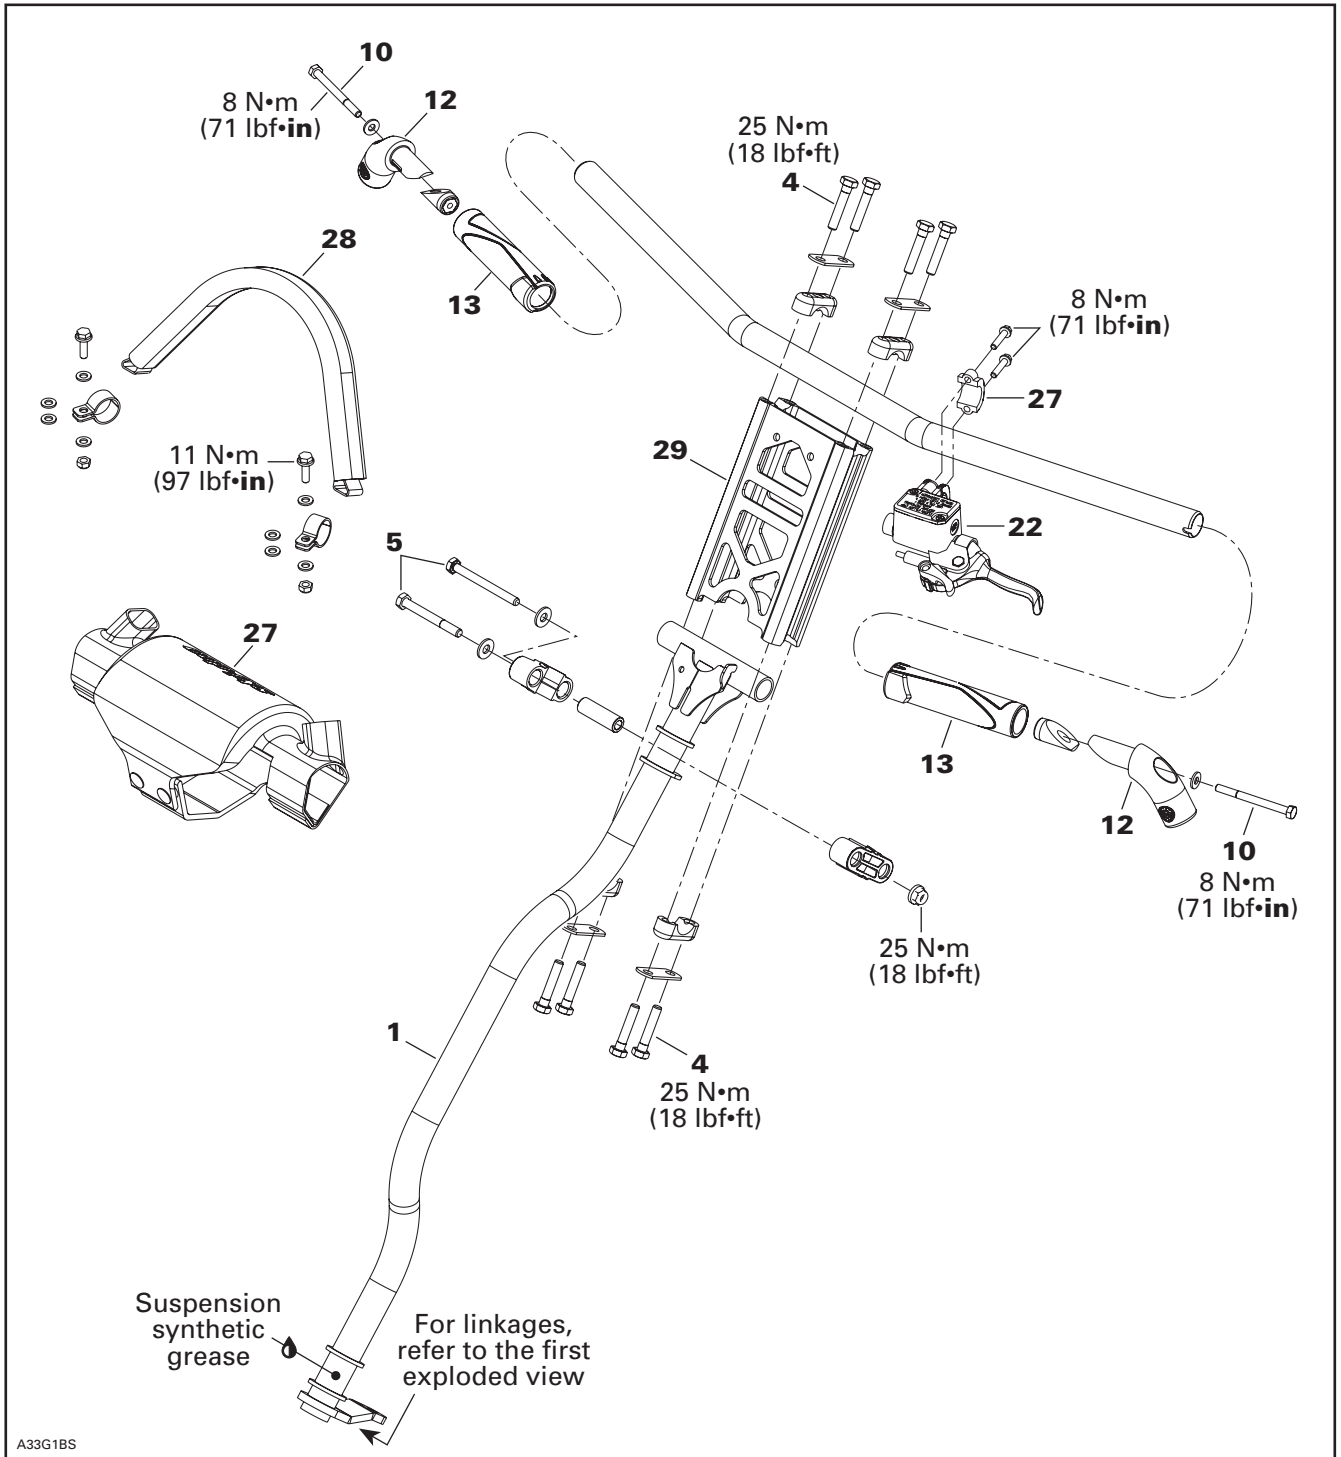 10
8 N•m
(71 lbf•in)
12
25 N•m
(18 lbf•ft)
4
28
13
8 N•m
(71 lbf•in)
27
29
11 N•m
(97 lbf•in)
22
5
27
13
12
10
8 N•m
(71 lbf•in)
25 N•m
(18 lbf•ft)
1
4
25 N•m
(18 lbf•ft)
Suspension
synthetic
grease
For linkages,
refer to the first
exploded view
A33G1BS